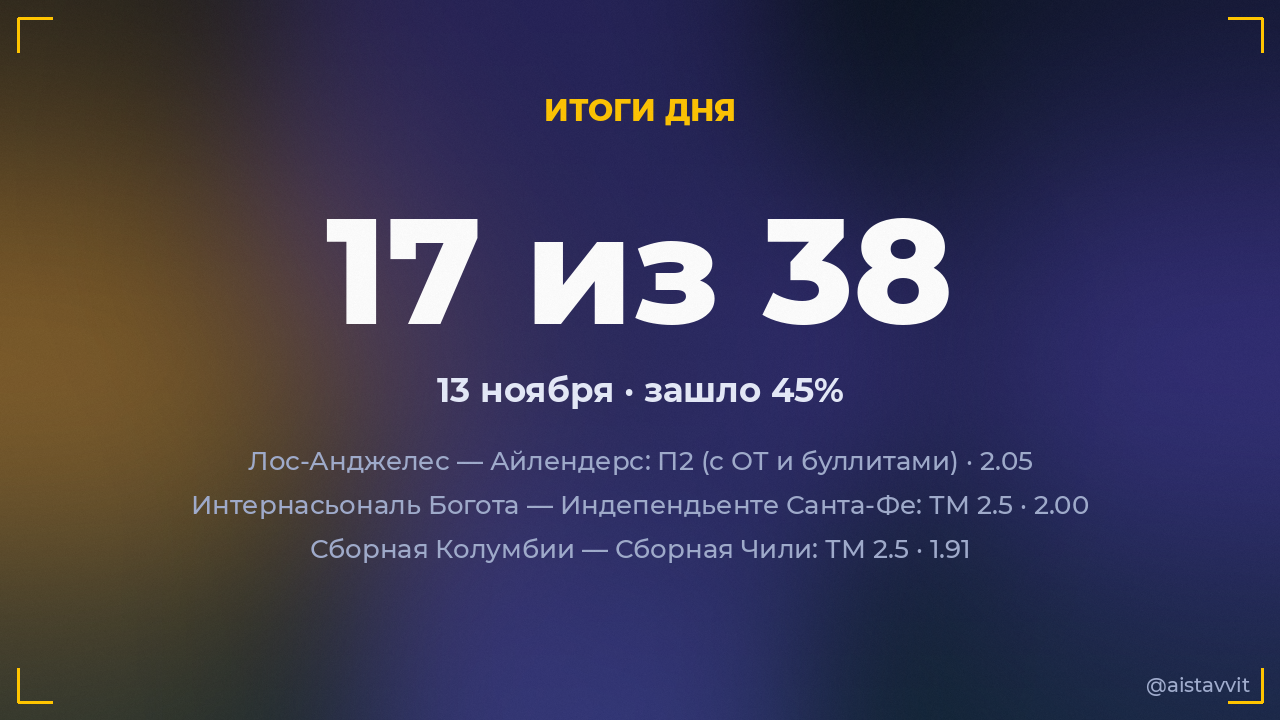 ИТОГИ ДНЯ
17 из 38
13 ноября · зашло 45%
Лос-Анджелес — Айлендерс: П2 (с ОТ и буллитами) · 2.05
Интернасьональ Богота — Индепендьенте Санта-Фе: ТМ 2.5 · 2.00
Сборная Колумбии — Сборная Чили: ТМ 2.5 · 1.91
@aistavvit